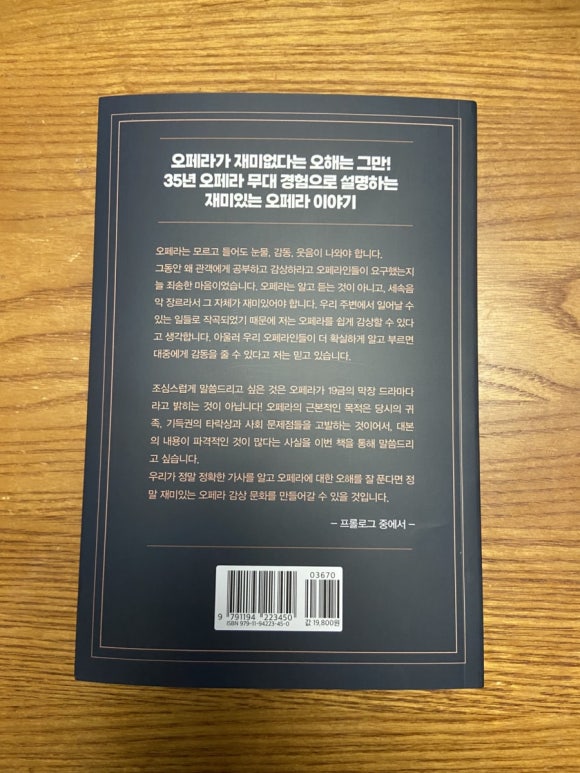 오페라가 재미없다는 오해는 그만!
35년 오페라 무대 경험으로 설명하는
재미있는 오페라 이야기
오페라는 모르고 들어도 눈물, 감동, 웃음이 나와야 합니다.
그동안 왜 관객에게 공부하고 감상하라고 오페라인들이 요구했는지
늘 죄송한 마음이었습니다. 오페라는 알고 듣는 것이 아니고, 세속음
악 장르라서 그 자체가 재미있어야 합니다. 우리 주변에서 일어날 수
있는 일들로 작곡되었기 때문에 저는 오페라를 쉽게 감상할 수 있다
고 생각합니다. 아울러 우리 오페라인들이 더 확실하게 알고 부르면
대중에게 감동을 줄 수 있다고 저는 믿고 있습니다.
조심스럽게 말씀드리고 싶은 것은 오페라가 19금의 막장 드라마다
라고 밝히는 것이 아닙니다! 오페라의 근본적인 목적은 당시의 귀
족, 기득권의 타락상과 사회 문제점들을 고발하는 것이어서, 대본
의 내용이 파격적인 것이 많다는 사실을 이번 책을 통해 말씀드리
고 싶습니다.
우리가 정말 정확한 가사를 알고 오페라에 대한 오해를 잘 푼다면 정
말 재미있는 오페라 감상 문화를 만들어갈 수 있을 것입니다.
– 프롤로그 중에서 –
03670
9 791194 223450
ISBN 979-11-94223-45-0
값 19,800원